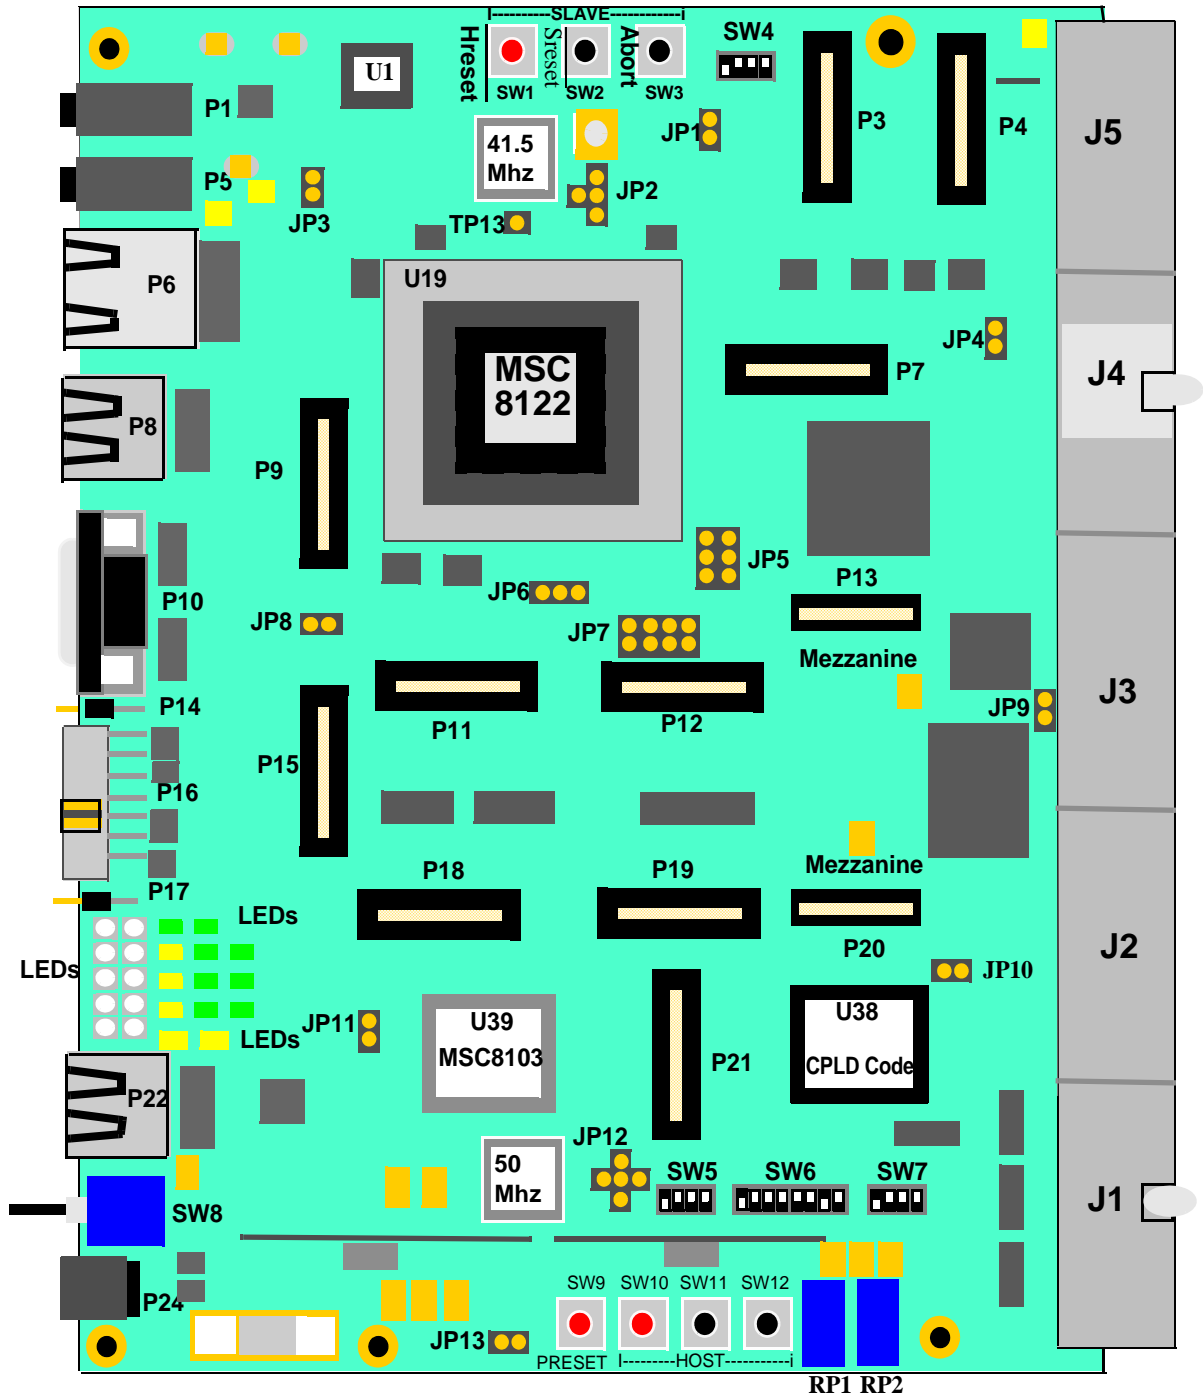 I----------SLAVE------------i
Hreset
Sreset
Abort
SW1
SW2
SW3
SW4
U1
P1
P3
P4
J5
41.5
Mhz
JP1
JP2
P5
JP3
TP13
U19
P6
JP4
J4
P7
MSC
8122
P8
P9
JP5
P13
JP6
P10
JP8
JP7
Mezzanine
J3
P14
P11
P12
JP9
P15
P16
Mezzanine
P18
P19
P17
LEDs
P20
J2
LEDs
JP10
JP11
LEDs
U39
MSC8103
U38
CPLD Code
P21
P22
JP12
50
Mhz
SW5
SW6
SW7
J1
SW8
P24
SW9
SW10
SW11
SW12
JP13
PRESET
I---------HOST-----------i
RP1
RP2